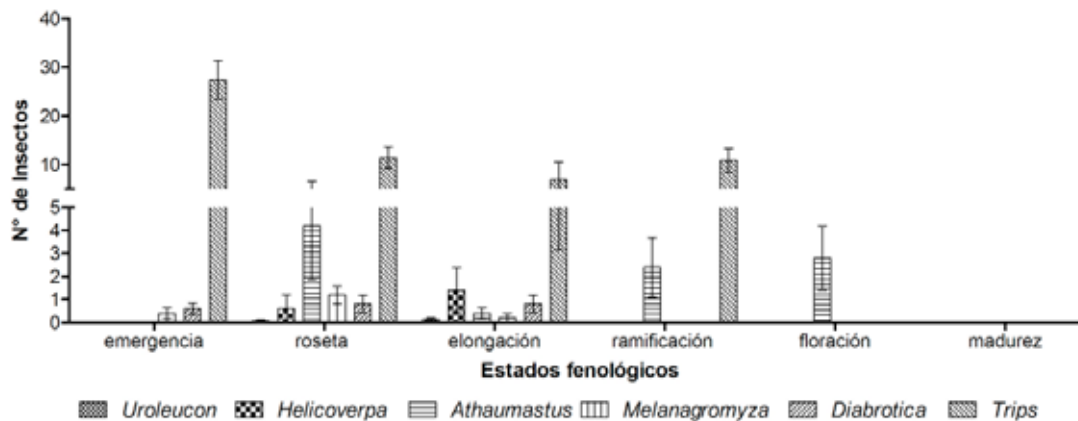 40
30
20
10
5
4
3
2
1
0
N° de Insectos
emergencia roseta elongación ramificación floración madurez
Estados fenológicos
Uroleucon Helicoverpa Athaumastus Melanagromyza Diabrotica Trips